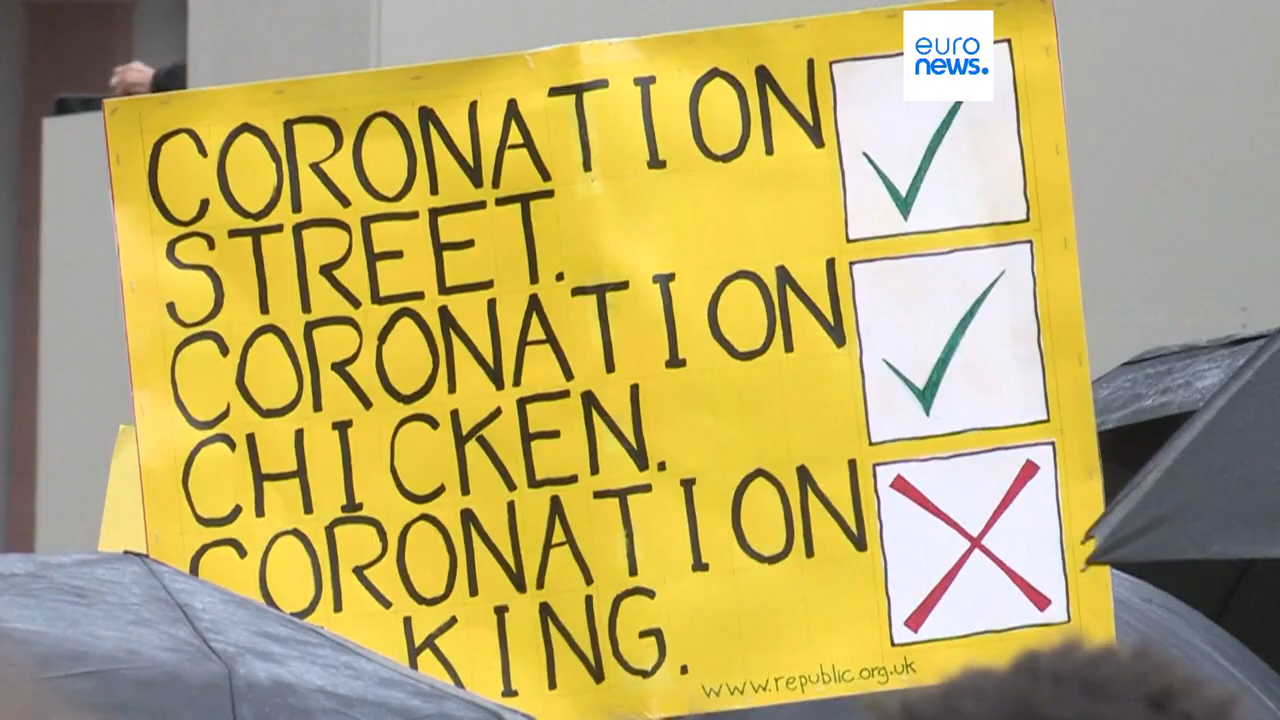 euro
news.
CORONATION
STREET.
CORONATION
CHICKEN.
CORONATION
KING.
www.republic.org.uk